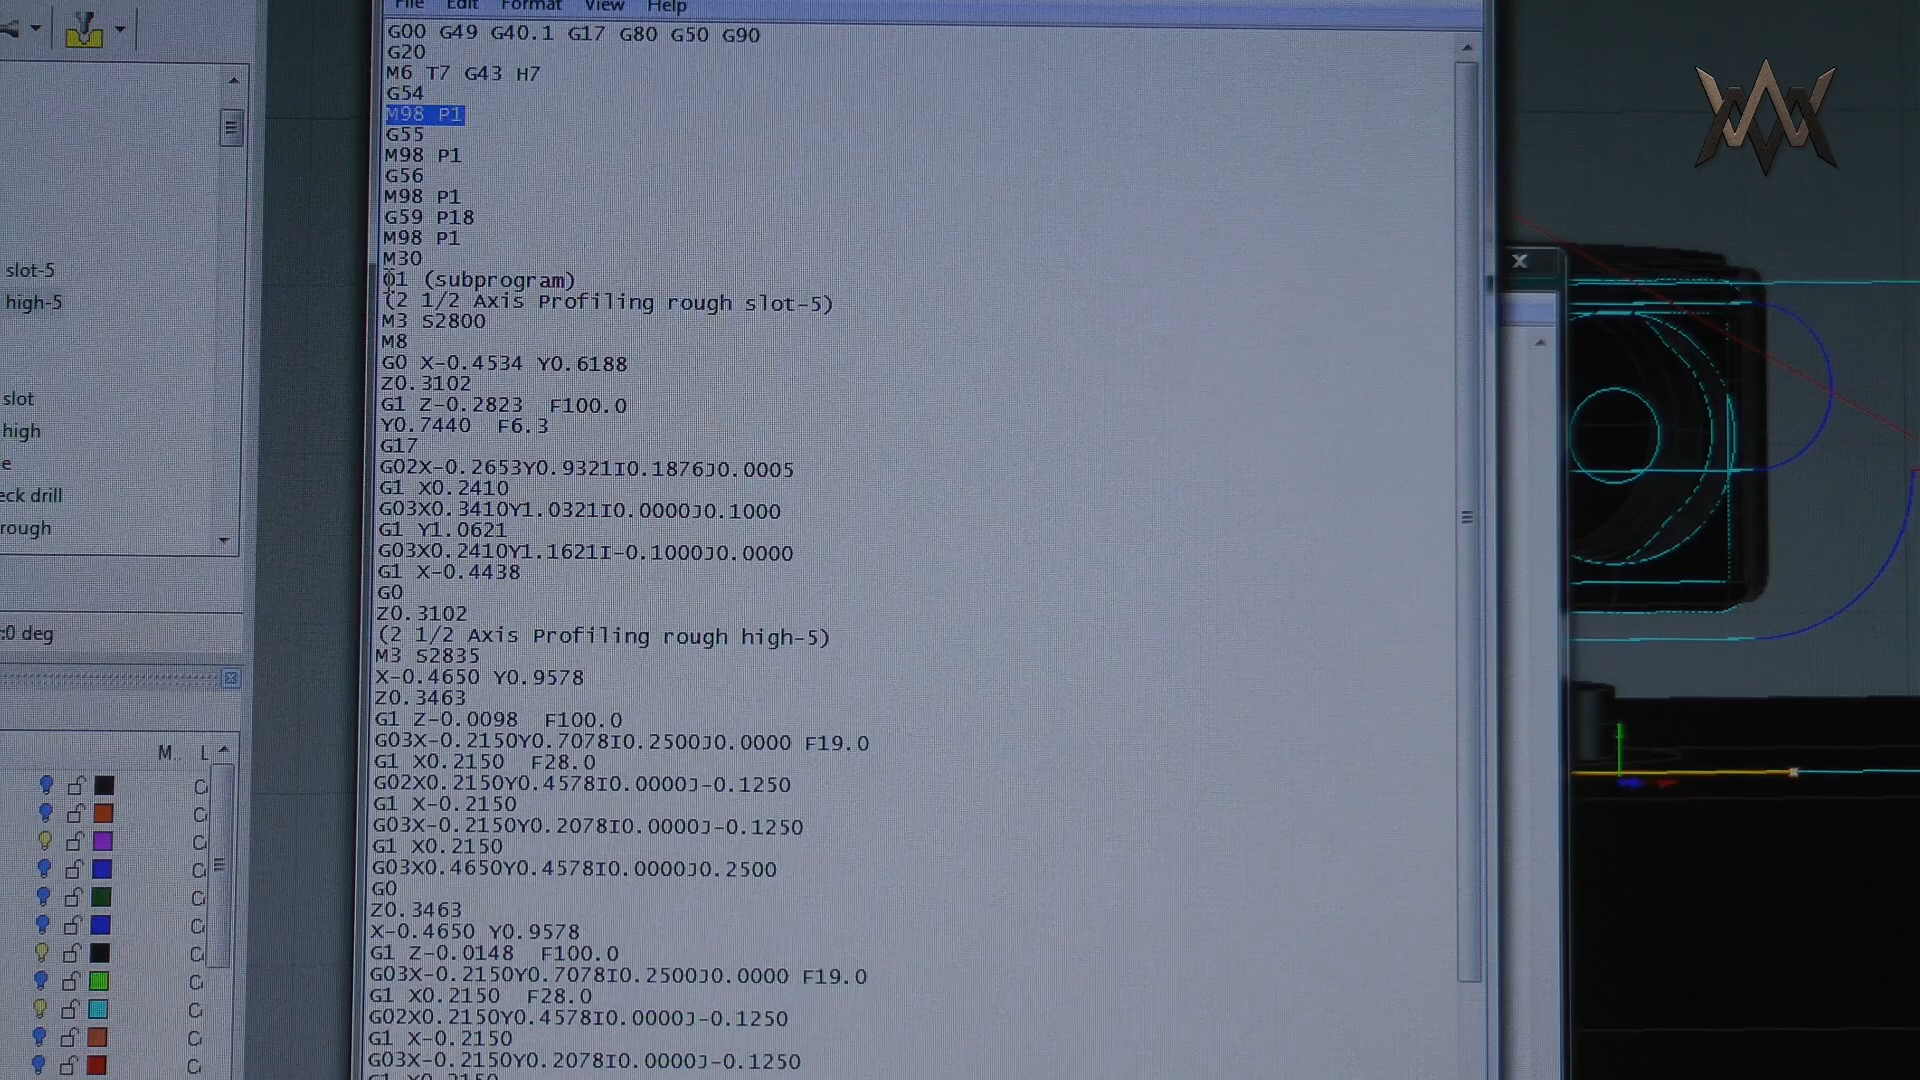 File Edit Format View Help
G00 G49 G40.1 G17 G80 G50 G90
G20
M6 T7 G43 H7
G54
M98 P1
G55
M98 P1
G56
M98 P1
G59 P18
M98 P1
M30
O1 (subprogram)
(2 1/2 Axis Profiling rough slot-5)
M3 S2800
M8
G0 X-0.4534 Y0.6188
Z0.3102
G1 Z-0.2823 F100.0
Y0.7440 F6.3
G17
G02X-0.2653Y0.9321I0.1876J0.0005
G1 X0.2410
G03X0.3410Y1.0321I0.0000J0.1000
G1 Y1.0621
G03X0.2410Y1.1621I-0.1000J0.0000
G1 X-0.4438
G0
Z0.3102
(2 1/2 Axis Profiling rough high-5)
M3 S2835
X-0.4650 Y0.9578
Z0.3463
G1 Z-0.0098 F100.0
G03X-0.2150Y0.7078I0.2500J0.0000 F19.0
G1 X0.2150 F28.0
G02X0.2150Y0.4578I0.0000J-0.1250
G1 X-0.2150
G03X-0.2150Y0.2078I0.0000J-0.1250
G1 X0.2150
G03X0.4650Y0.4578I0.0000J0.2500
G0
Z0.3463
X-0.4650 Y0.9578
G1 Z-0.0148 F100.0
G03X-0.2150Y0.7078I0.2500J0.0000 F19.0
G1 X0.2150 F28.0
G02X0.2150Y0.4578I0.0000J-0.1250
G1 X-0.2150
G03X-0.2150Y0.2078I0.0000J-0.1250
slot-5
high-5
slot
high
e
eck drill
rough
:0 deg
M.. L
X